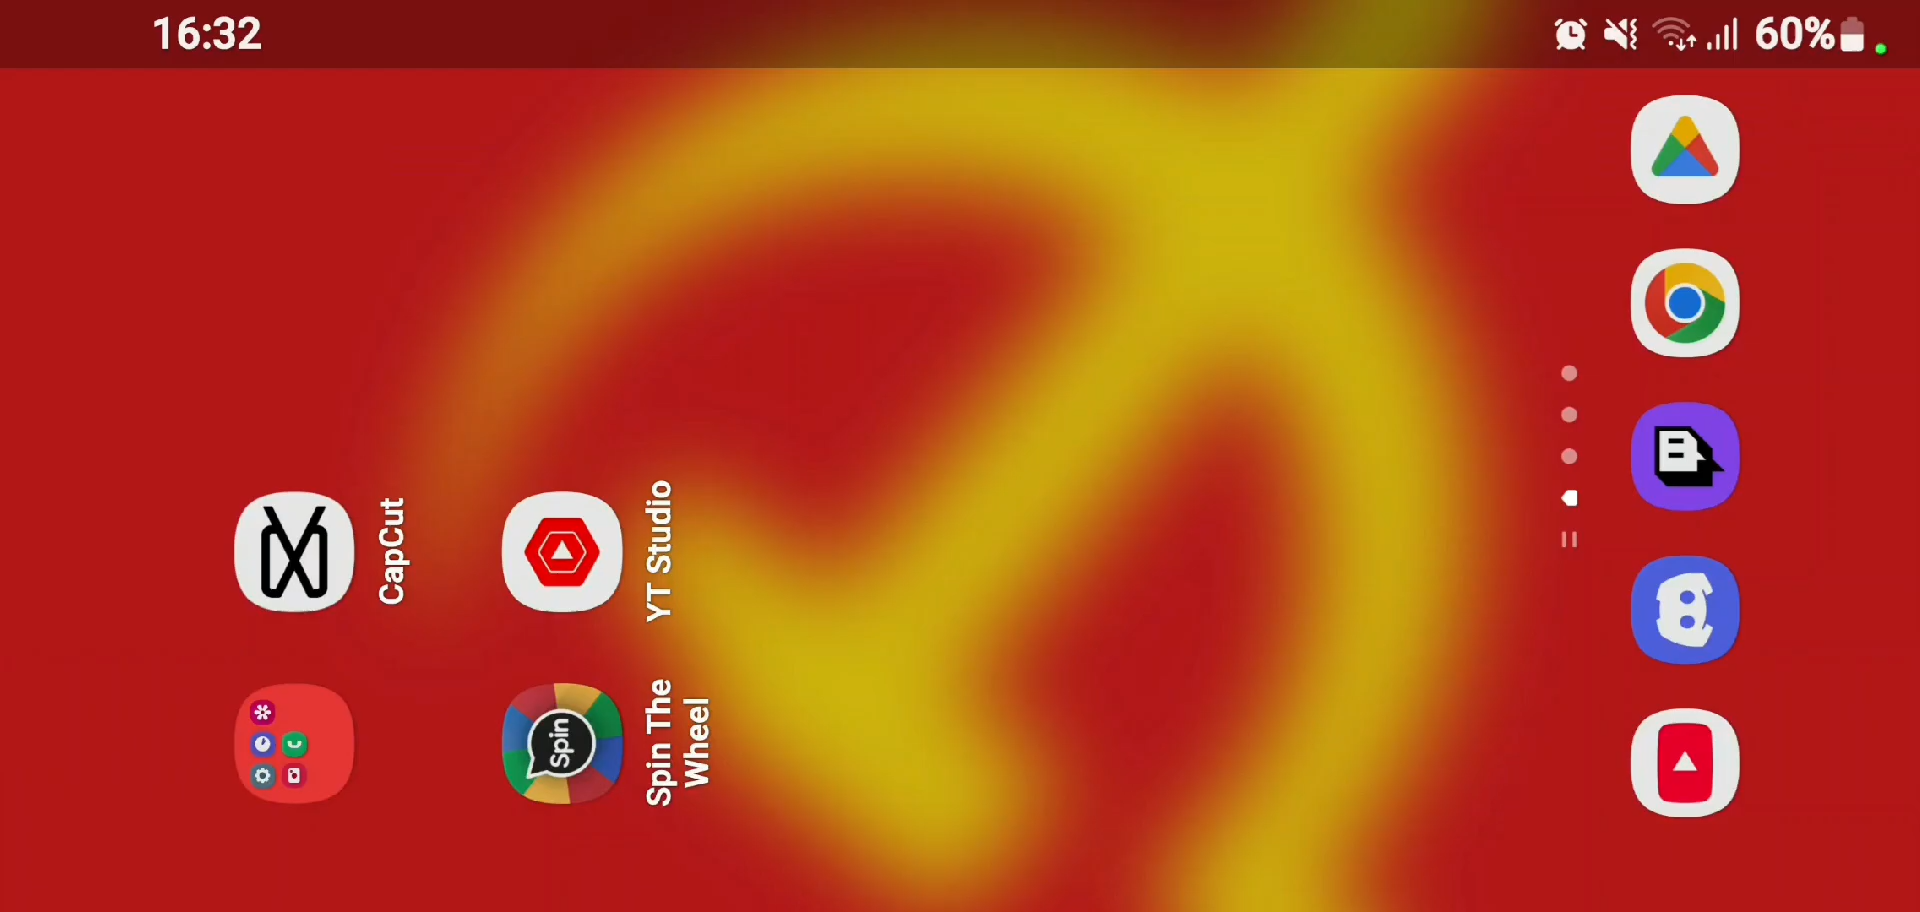 16:32
60%
CapCut
YT Studio
Spin
Spin The
Wheel